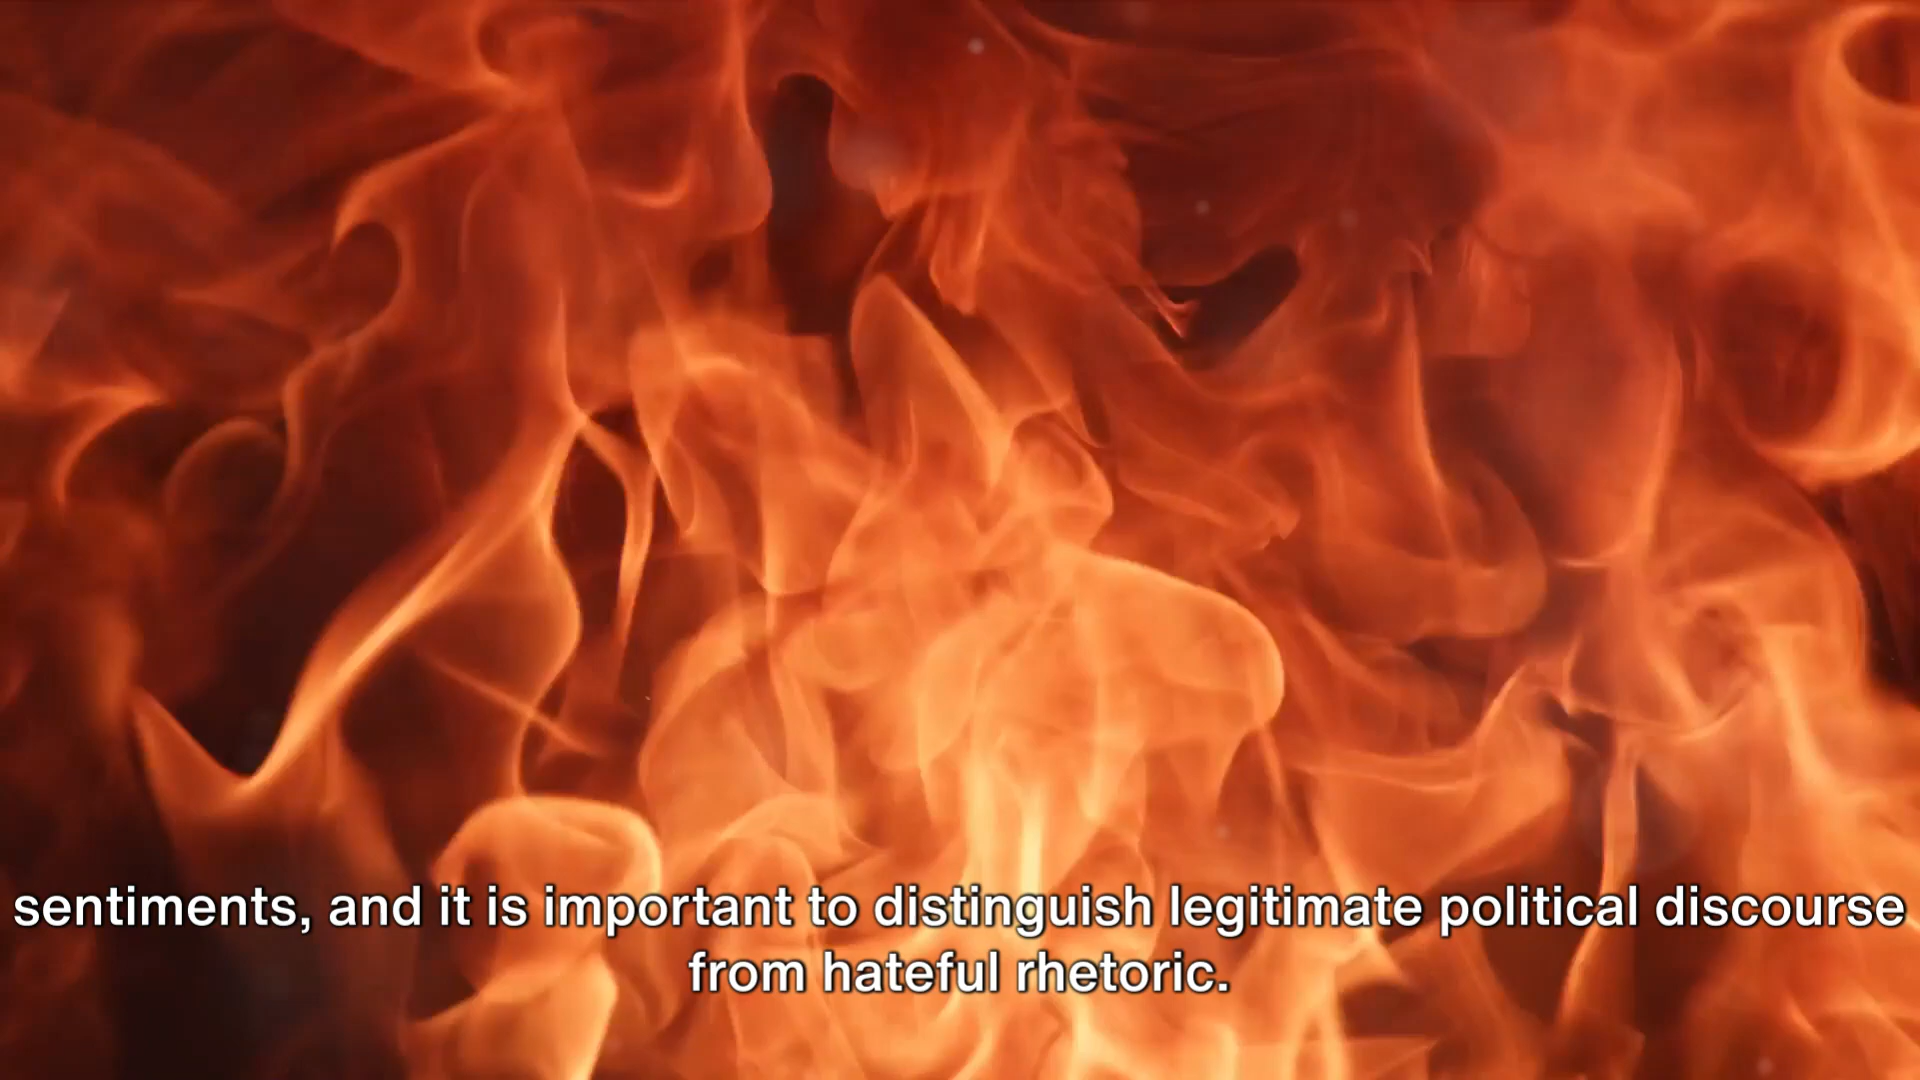 sentiments, and it is important to distinguish legitimate political discourse
from hateful rhetoric.